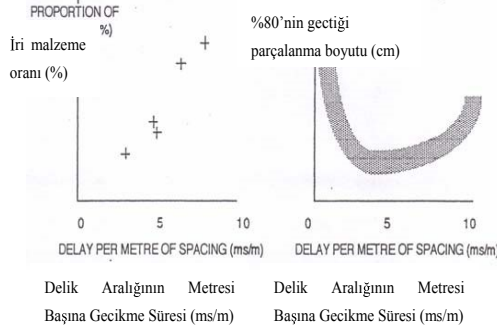 PROPORTION OF
%)
İri malzeme
oranı (%)
%80’nin gectiği
parçalanma boyutu (cm)
0 5 10
DELAY PER METRE OF SPACING (ms/m)
0 5 10
DELAY PER METRE OF SPACING (ms/m)
Delik Aralığının Metresi
Başına Gecikme Süresi (ms/m)
Delik Aralığının Metresi
Başına Gecikme Süresi (ms/m)